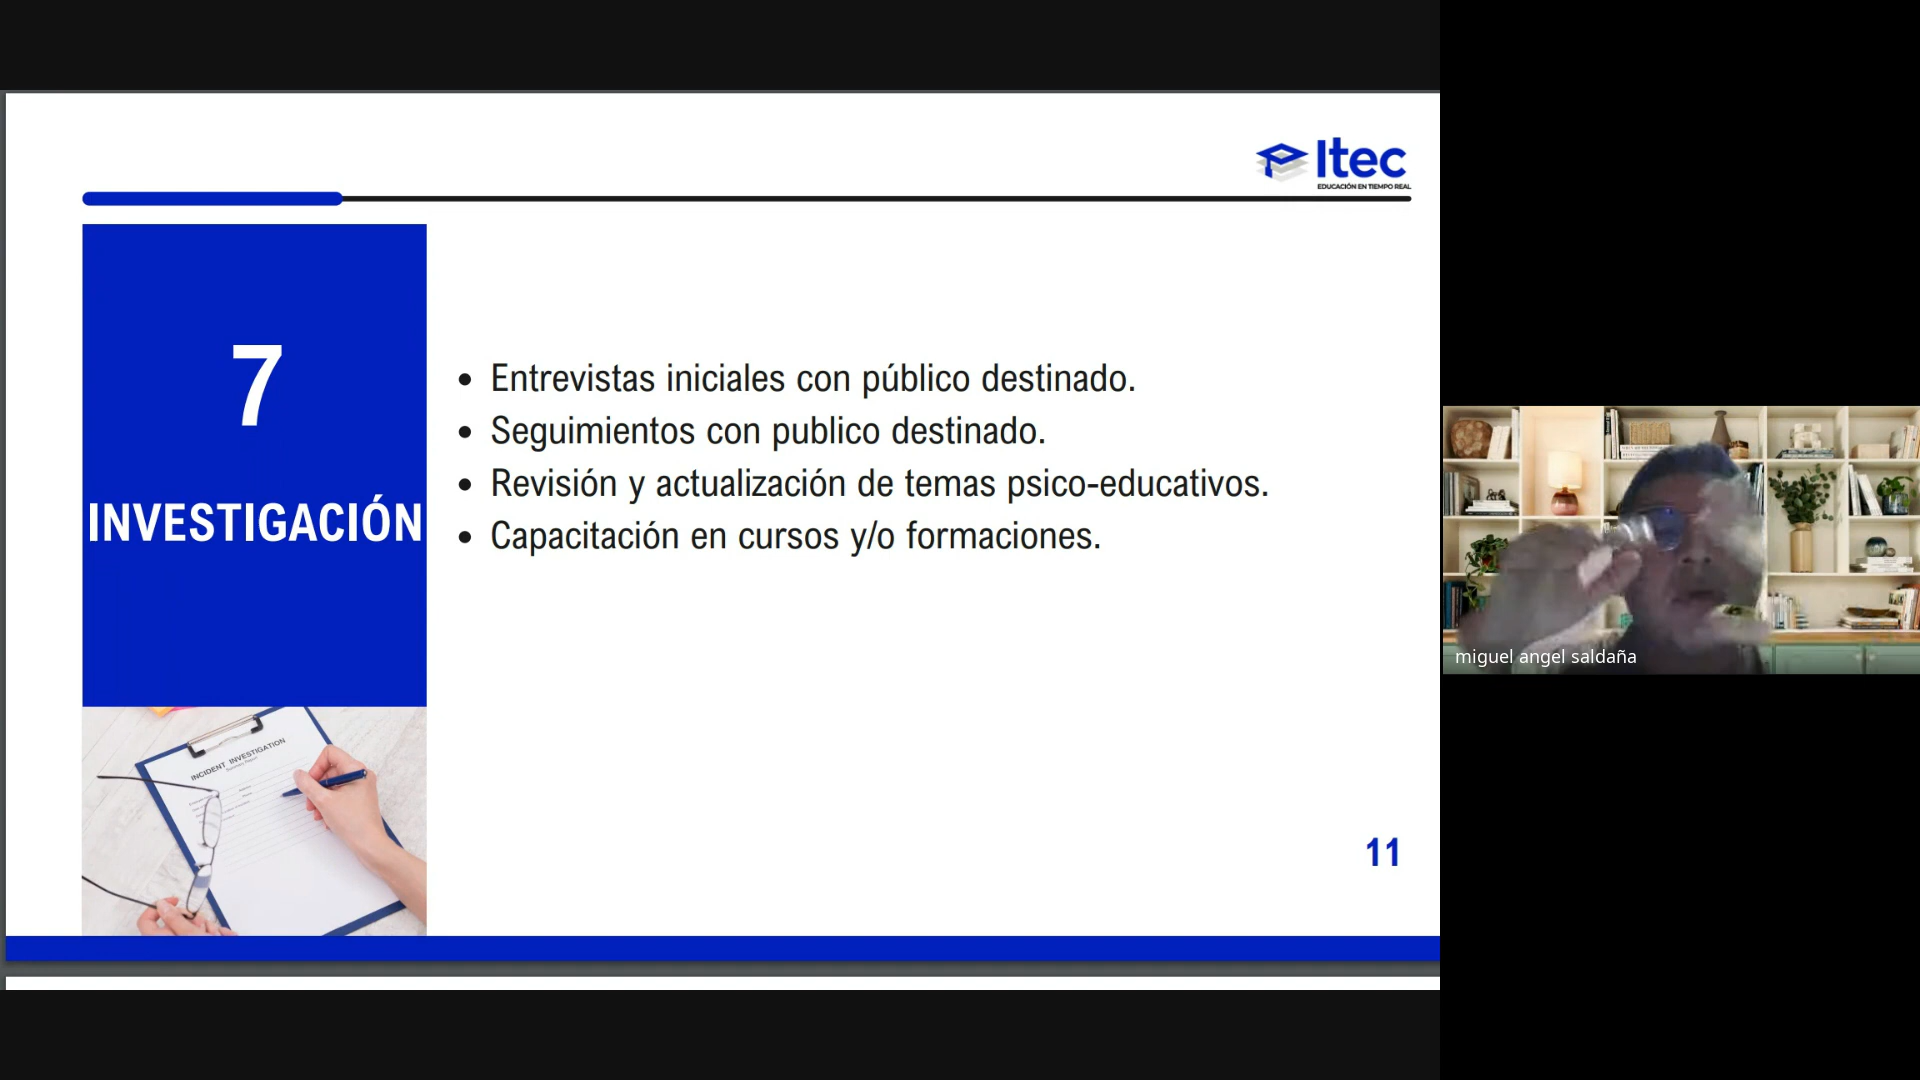 Itec
EDUCACIÓN EN TIEMPO REAL
7
INVESTIGACIÓN
• Entrevistas iniciales con público destinado.
• Seguimientos con publico destinado.
• Revisión y actualización de temas psico-educativos.
• Capacitación en cursos y/o formaciones.
INCIDENT INVESTIGATION
11
miguel angel saldaña